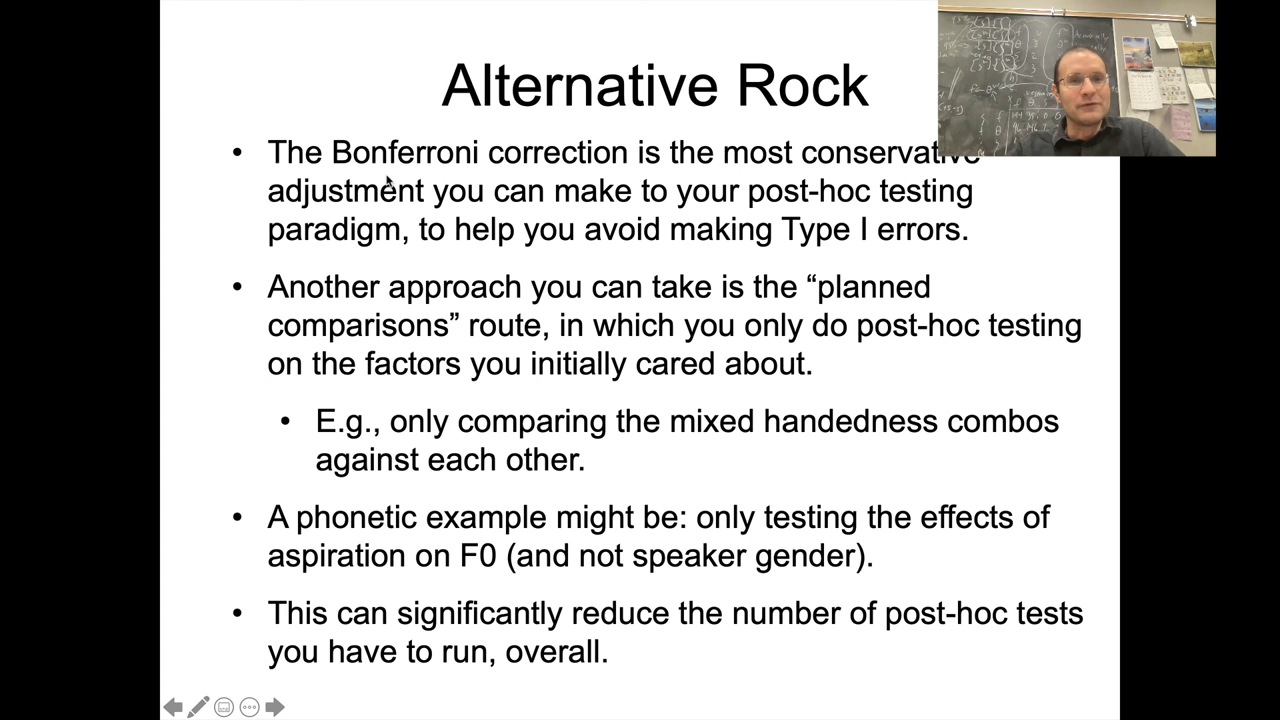 Alternative Rock
• The Bonferroni correction is the most conservative
adjustment you can make to your post-hoc testing
paradigm, to help you avoid making Type I errors.
• Another approach you can take is the “planned
comparisons” route, in which you only do post-hoc testing
on the factors you initially cared about.
• E.g., only comparing the mixed handedness combos
against each other.
• A phonetic example might be: only testing the effects of
aspiration on F0 (and not speaker gender).
• This can significantly reduce the number of post-hoc tests
you have to run, overall.